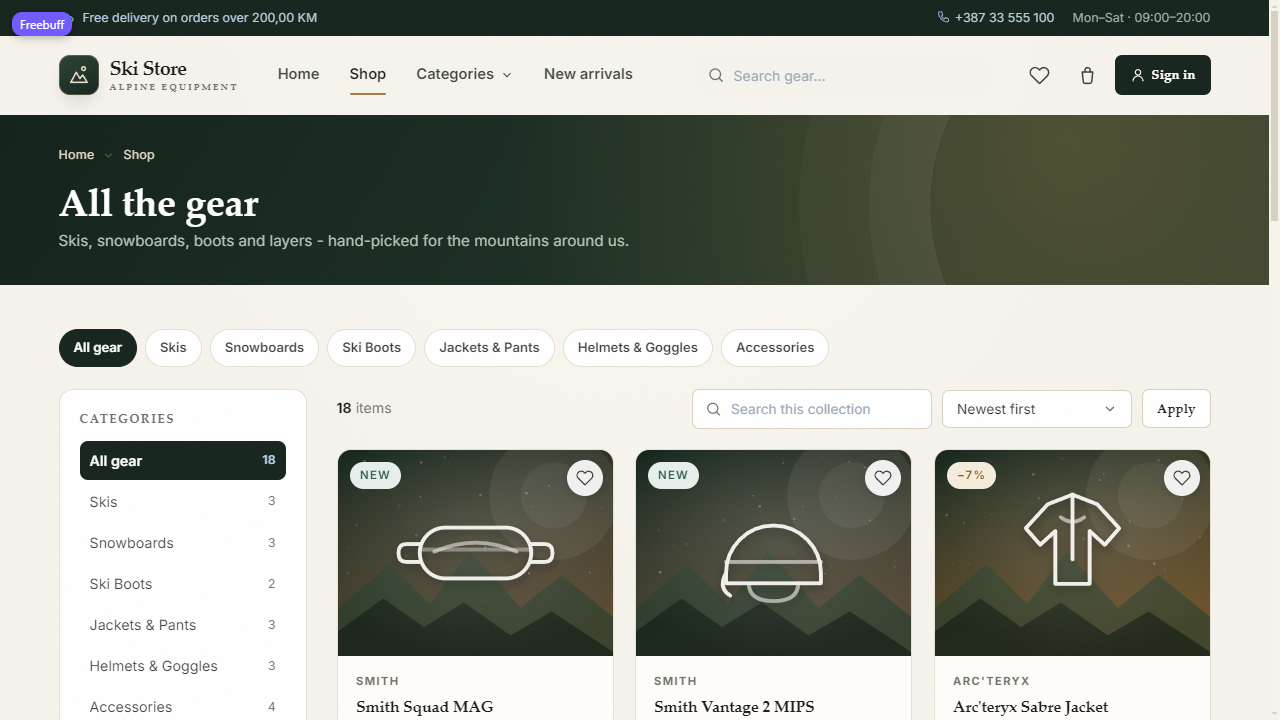 Freebuff
Free delivery on orders over 200,00 KM
+387 33 555 100
Mon–Sat · 09:00–20:00
Ski Store
ALPINE EQUIPMENT
Home
Shop
Categories
New arrivals
Search gear...
Sign in
Home
Shop
All the gear
Skis, snowboards, boots and layers - hand-picked for the mountains around us.
All gear
Skis
Snowboards
Ski Boots
Jackets & Pants
Helmets & Goggles
Accessories
CATEGORIES
All gear 18
Skis 3
Snowboards 3
Ski Boots 2
Jackets & Pants 3
Helmets & Goggles 3
Accessories 4
18 items
Search this collection
Newest first
Apply
NEW
SMITH
Smith Squad MAG
NEW
SMITH
Smith Vantage 2 MIPS
−7%
ARC'TERYX
Arc'teryx Sabre Jacket